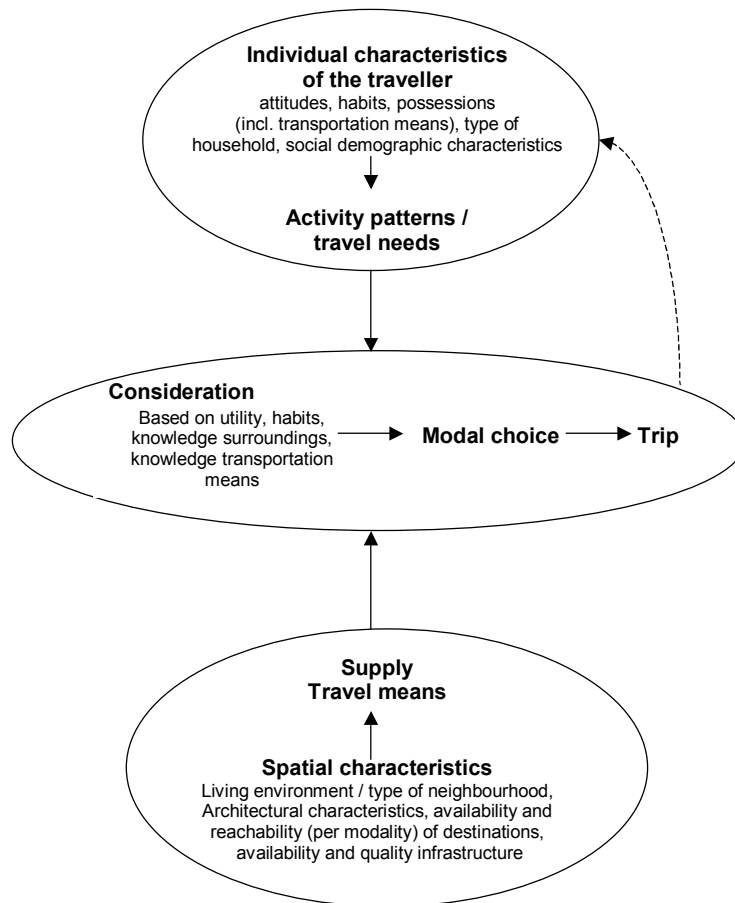 Individual characteristics
of the traveller
attitudes, habits, possessions
(incl. transportation means), type of
household, social demographic characteristics
Activity patterns /
travel needs
Consideration
Based on utility, habits,
knowledge surroundings,
knowledge transportation
means
Modal choice
Trip
Supply
Travel means
Spatial characteristics
Living environment / type of neighbourhood,
Architectural characteristics, availability and
reachability (per modality) of destinations,
availability and quality infrastructure